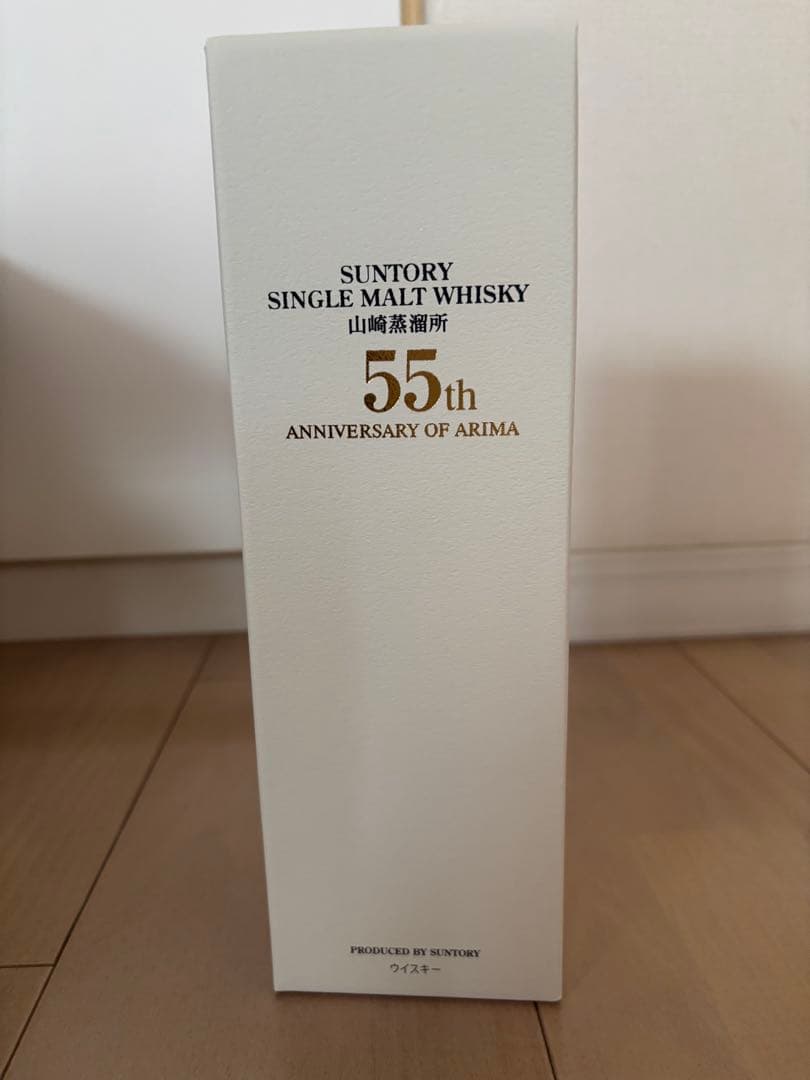 SUNTORY
SINGLE MALT WHISKY
山崎蒸溜所
55th
ANNIVERSARY OF ARIMA
PRODUCED BY SUNTORY
ウイスキー